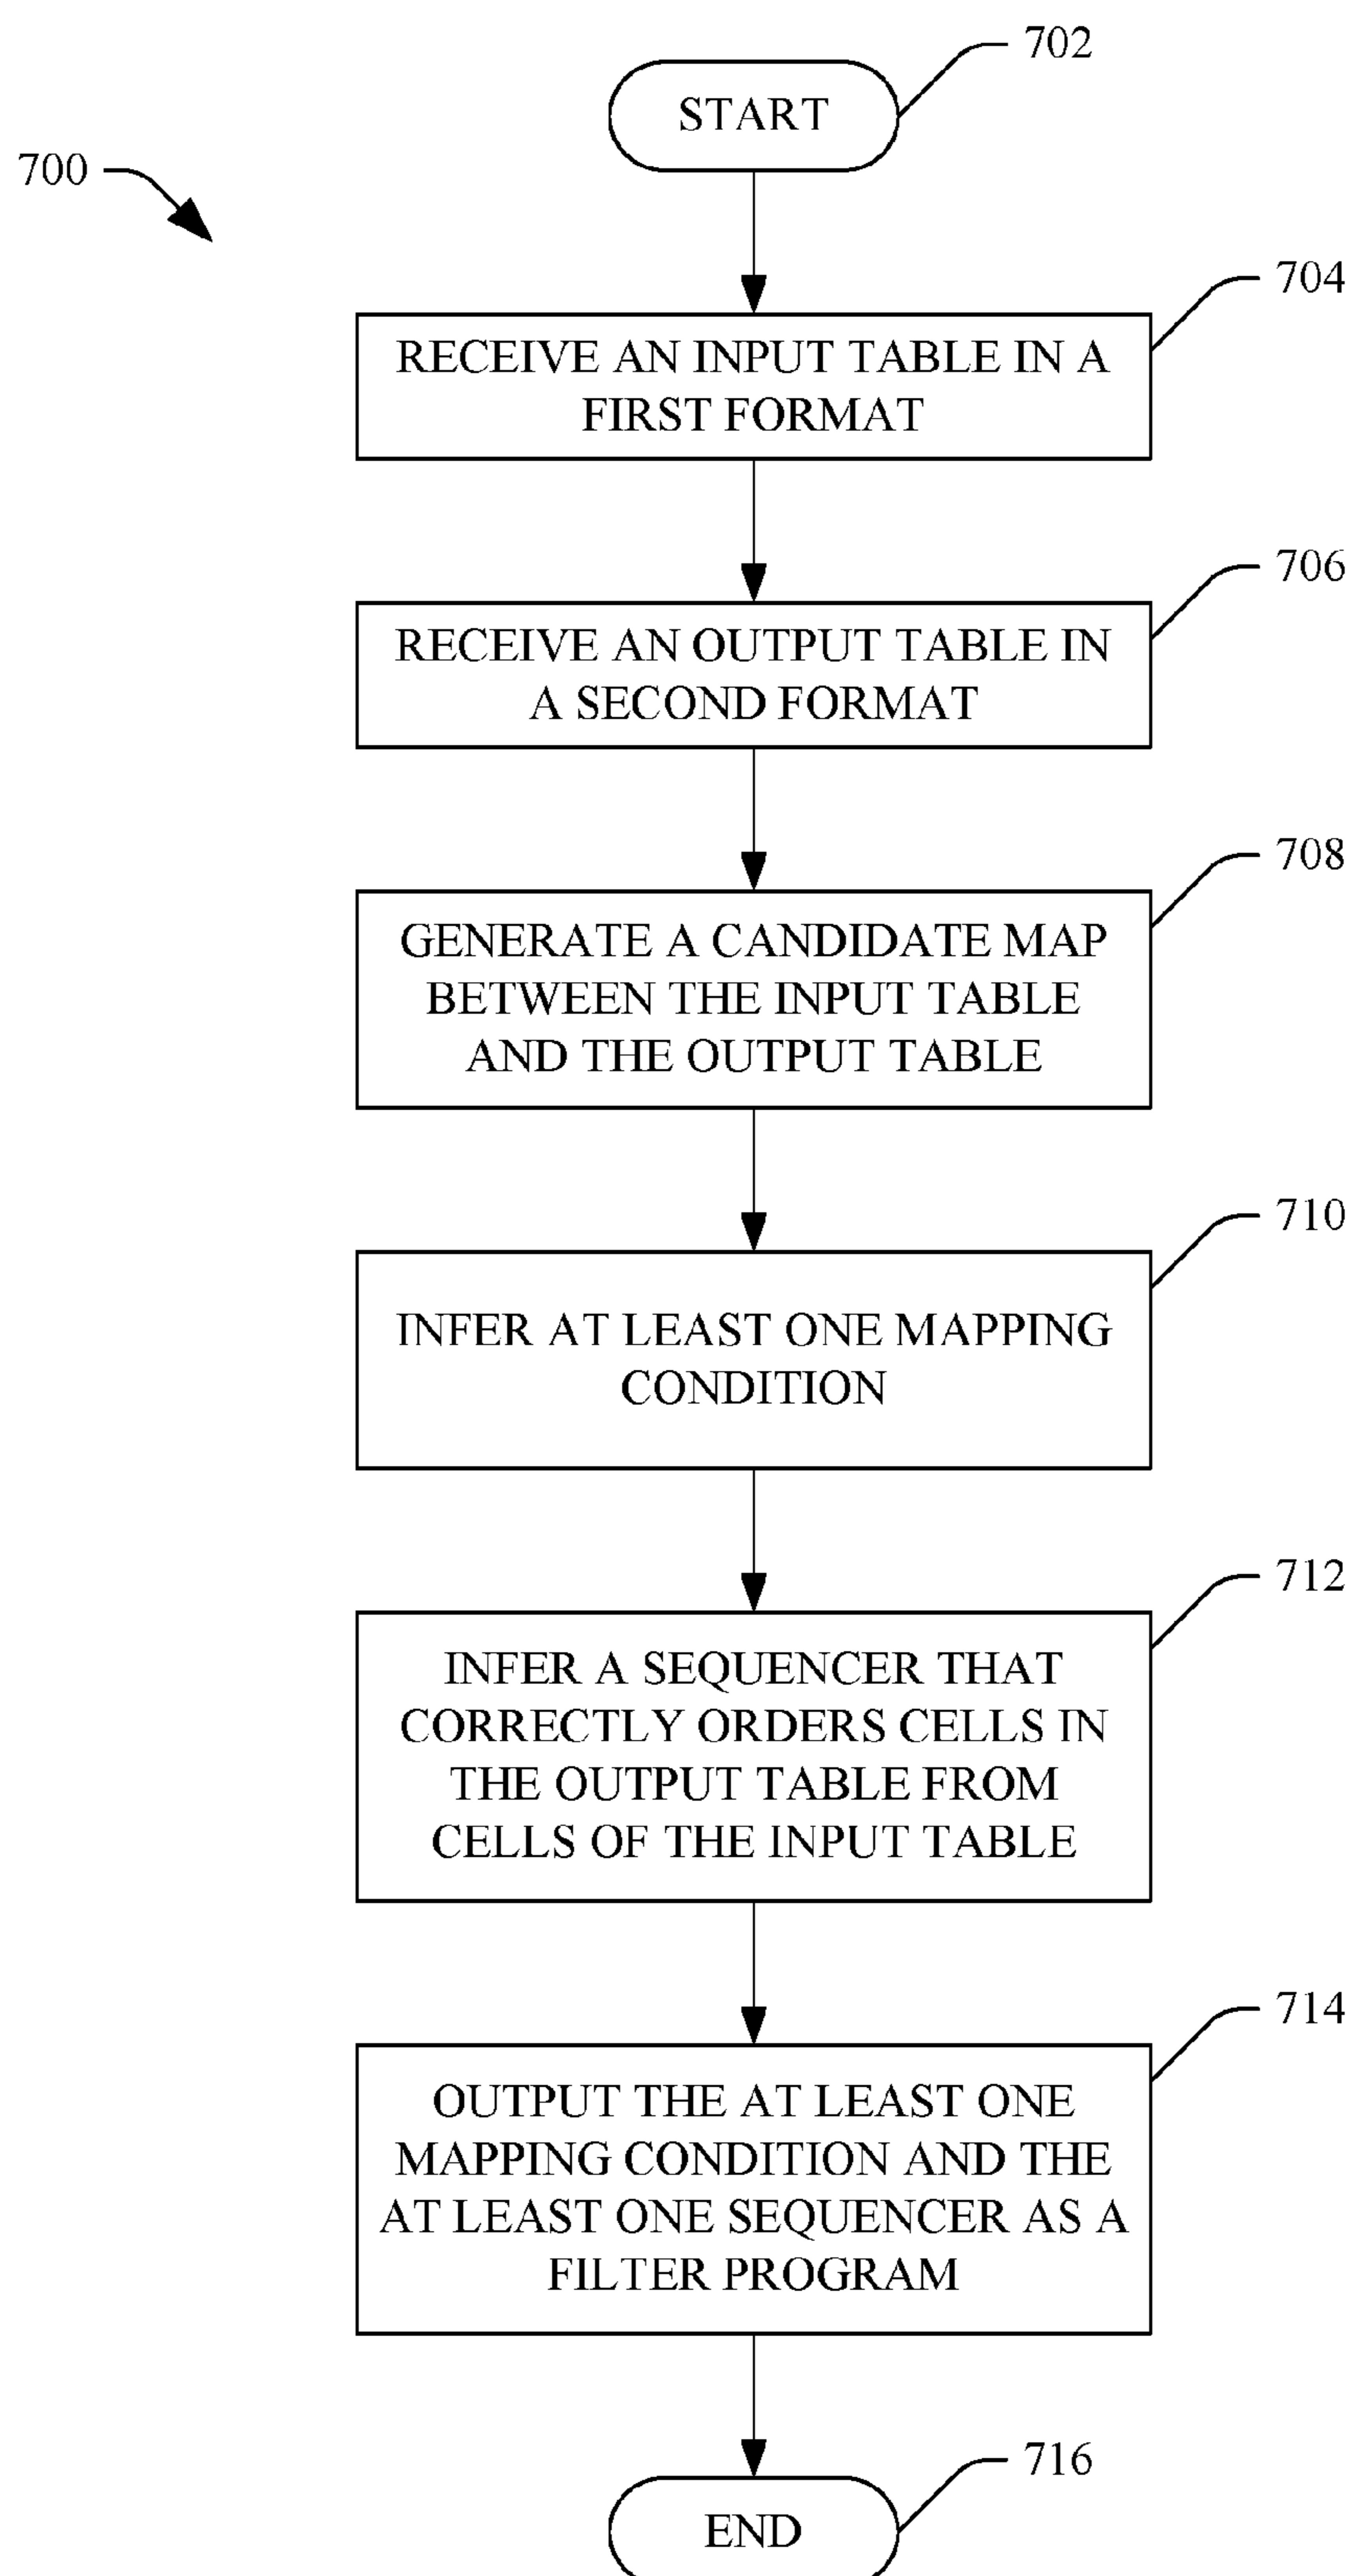 702
START
700
704
RECEIVE AN INPUT TABLE IN A
FIRST FORMAT
706
RECEIVE AN OUTPUT TABLE IN
A SECOND FORMAT
708
GENERATE A CANDIDATE MAP
BETWEEN THE INPUT TABLE
AND THE OUTPUT TABLE
710
INFER AT LEAST ONE MAPPING
CONDITION
712
INFER A SEQUENCER THAT
CORRECTLY ORDERS CELLS IN
THE OUTPUT TABLE FROM
CELLS OF THE INPUT TABLE
714
OUTPUT THE AT LEAST ONE
MAPPING CONDITION AND THE
AT LEAST ONE SEQUENCER AS A
FILTER PROGRAM
716
END